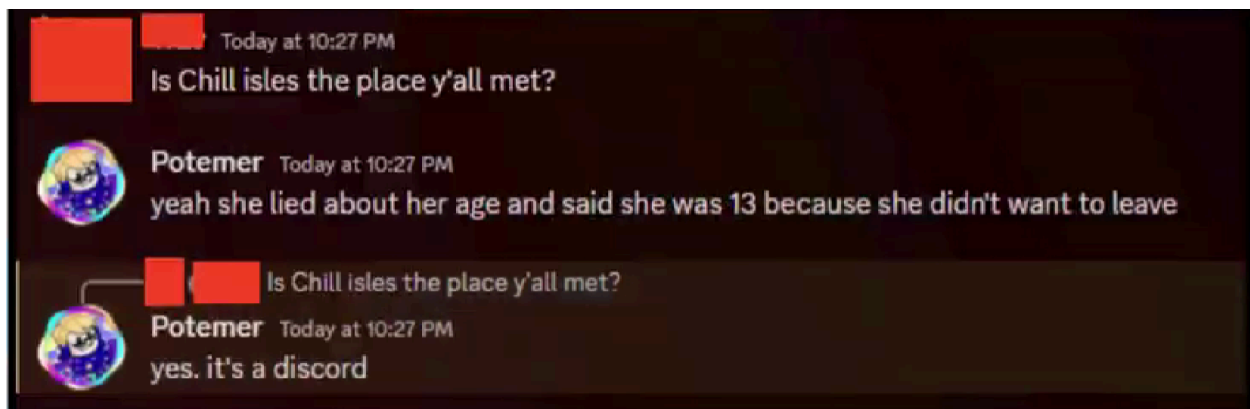 Today at 10:27 PM
Is Chill isles the place y'all met?
Potemer Today at 10:27 PM
yeah she lied about her age and said she was 13 because she didn't want to leave
Is Chill isles the place y'all met?
Potemer Today at 10:27 PM
yes. it's a discord